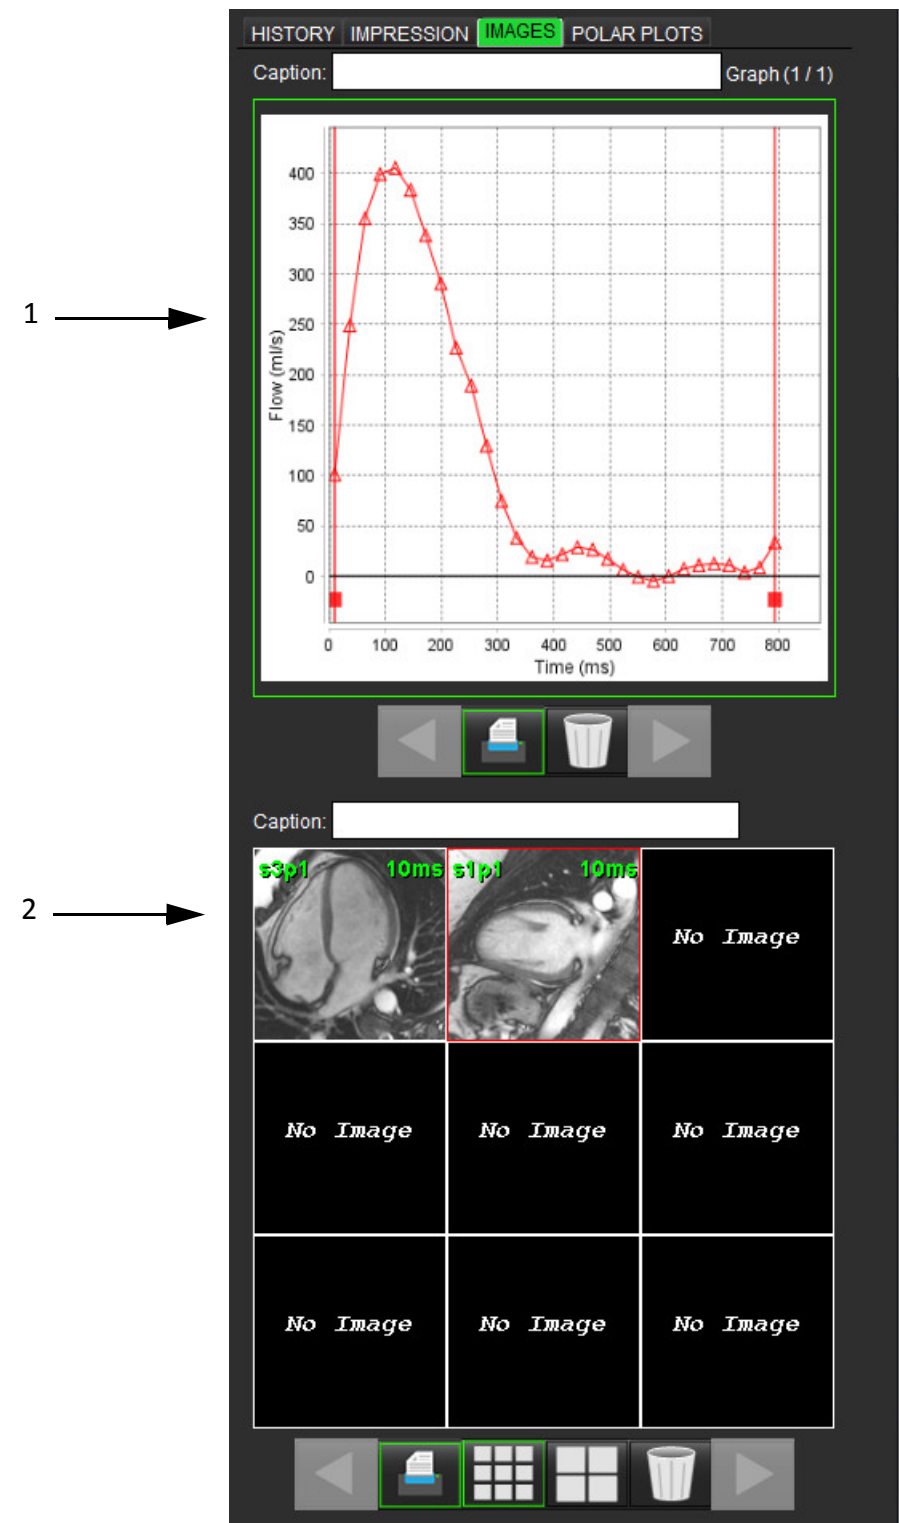 HISTORY IMPRESSION IMAGES POLAR PLOTS
Caption: Graph (1 / 1)
400
350
300
1
250
200
150
100
50
0
Flow (ml/s)
0 100 200 300 400 500 600 700 800
Time (ms)
Caption:
s3p1 10ms s1p1 10ms
2
No Image
No Image No Image No Image
No Image No Image No Image